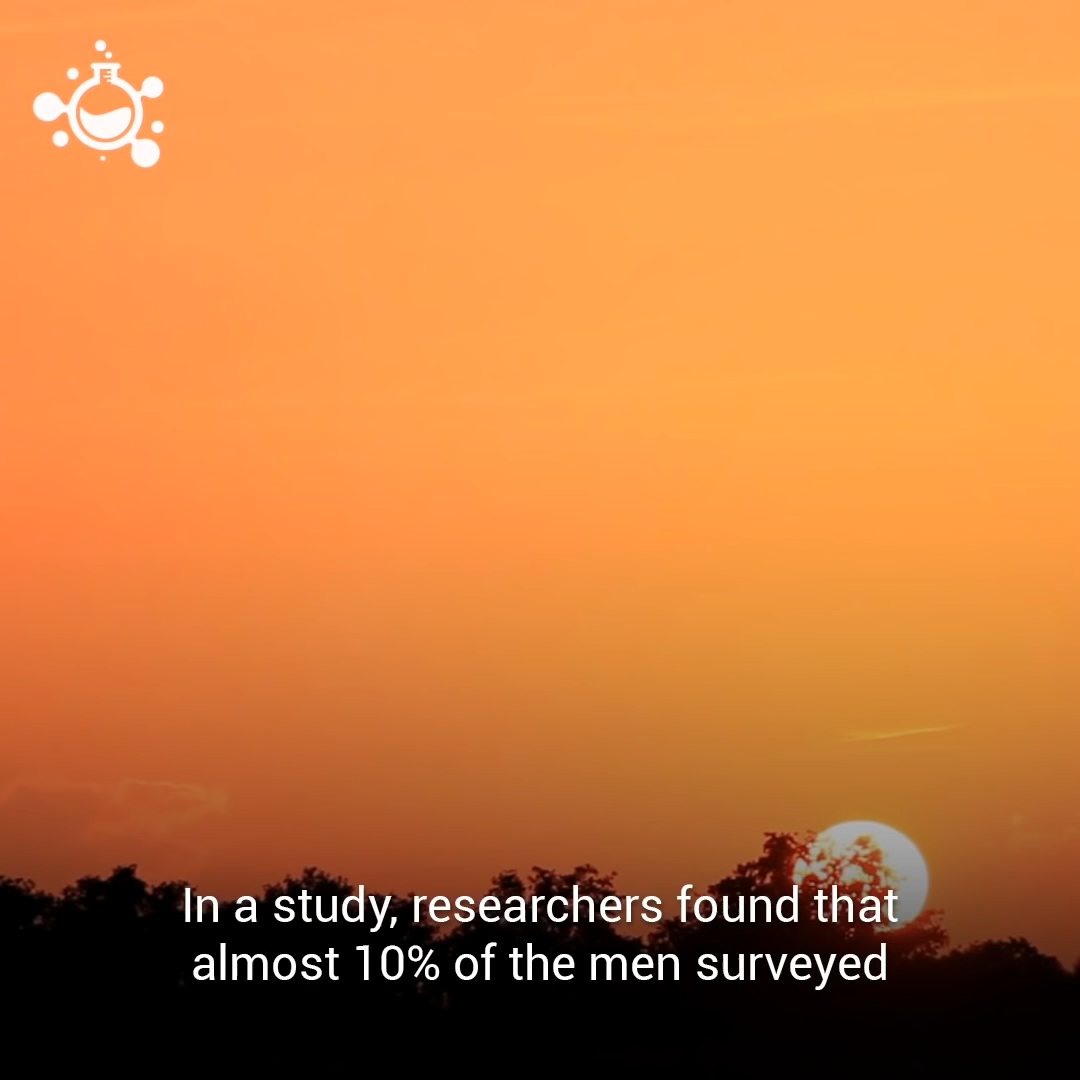 In a study, researchers found that
almost 10% of the men surveyed